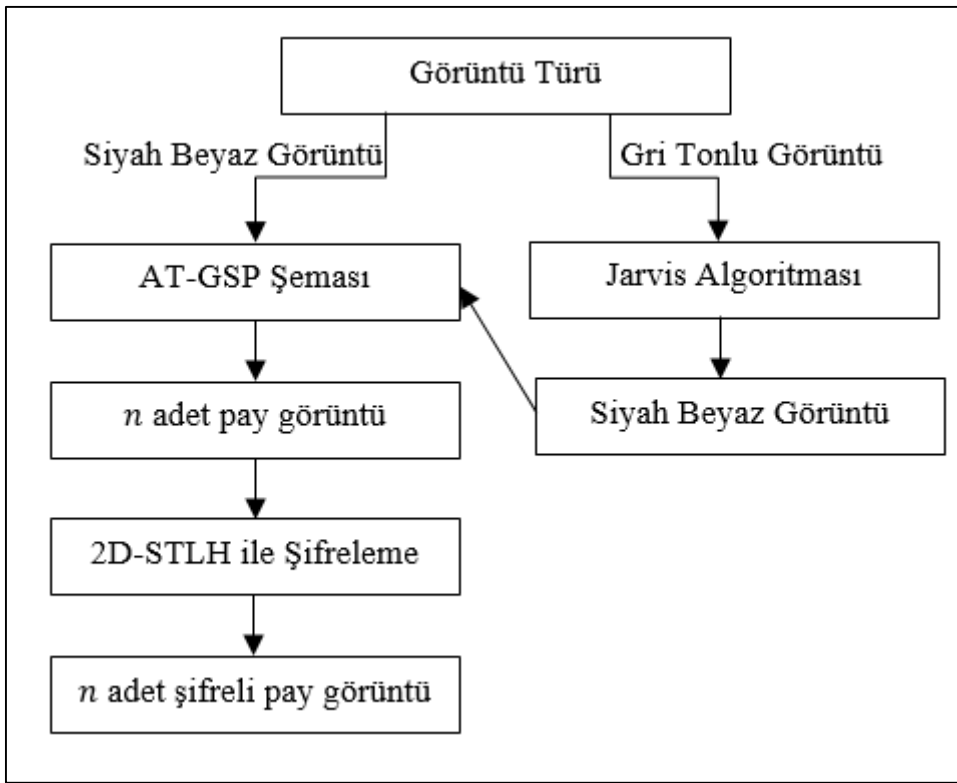 Görüntü Türü
Siyah Beyaz Görüntü
Gri Tonlu Görüntü
AT-GSP Şeması
Jarvis Algoritması
n adet pay görüntü
Siyah Beyaz Görüntü
2D-STLH ile Şifreleme
n adet şifreli pay görüntü